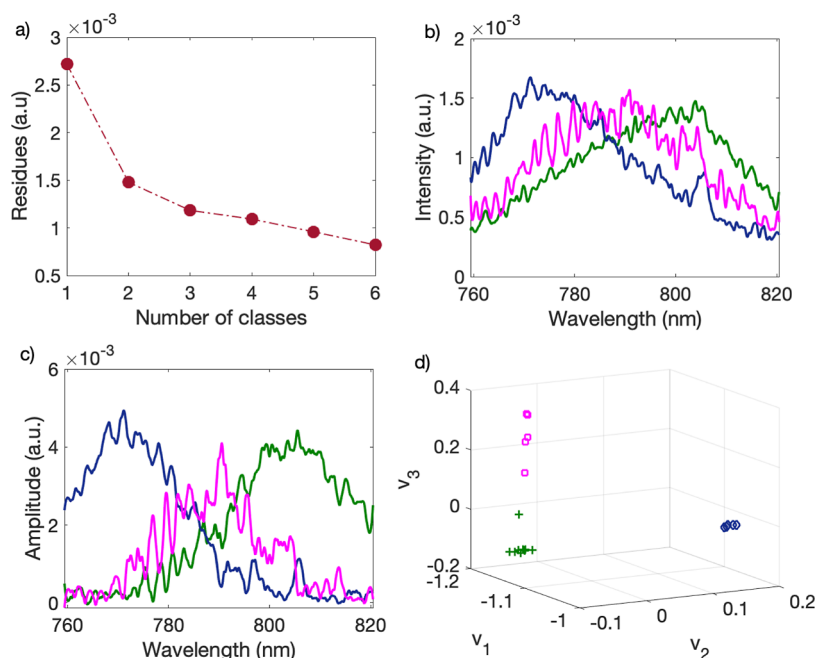 a)
×10⁻³
3
2.5
2
1.5
1
0.5
1 2 3 4 5 6
Residues (a.u)
Number of classes
b)
×10⁻³
2
1.5
1
0.5
0
760 780 800 820
Intensity (a.u.)
Wavelength (nm)
c)
×10⁻³
6
4
2
0
760 780 800 820
Amplitude (a.u.)
Wavelength (nm)
d)
0.4
0.2
0
-0.2
-1.2
-1.1
-1
-0.1
0
0.1
0.2
v₃
v₁
v₂